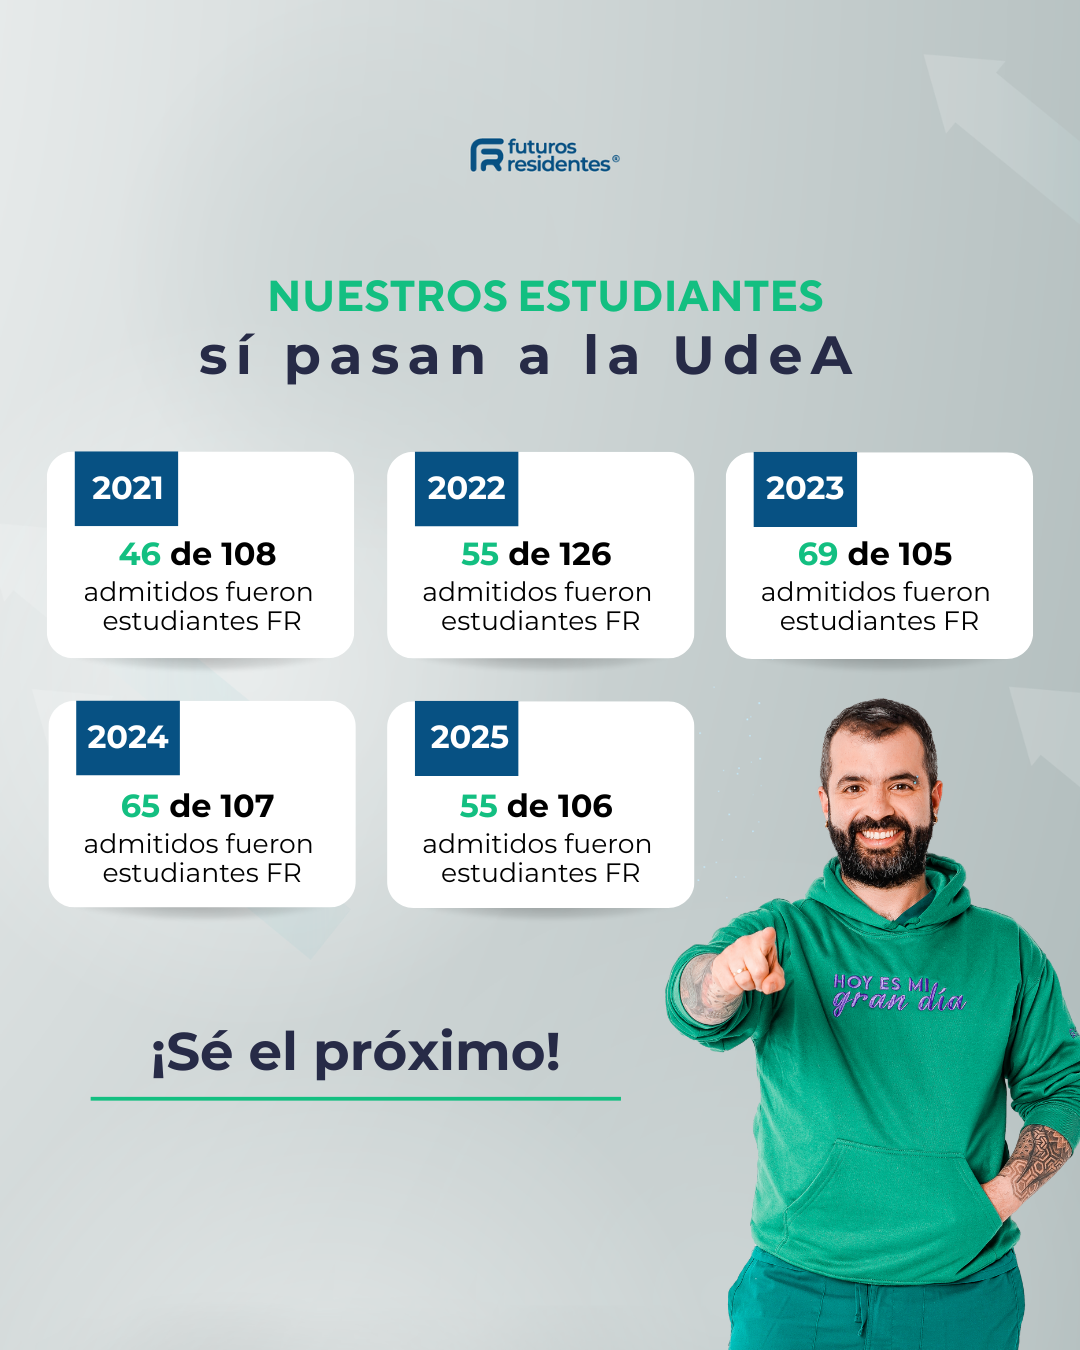 futuros
residentes®
NUESTROS ESTUDIANTES
sí pasan a la UdeA
2021
46 de 108
admitidos fueron
estudiantes FR
2022
55 de 126
admitidos fueron
estudiantes FR
2023
69 de 105
admitidos fueron
estudiantes FR
2024
65 de 107
admitidos fueron
estudiantes FR
2025
55 de 106
admitidos fueron
estudiantes FR
HOY ES MI
gran día
¡Sé el próximo!